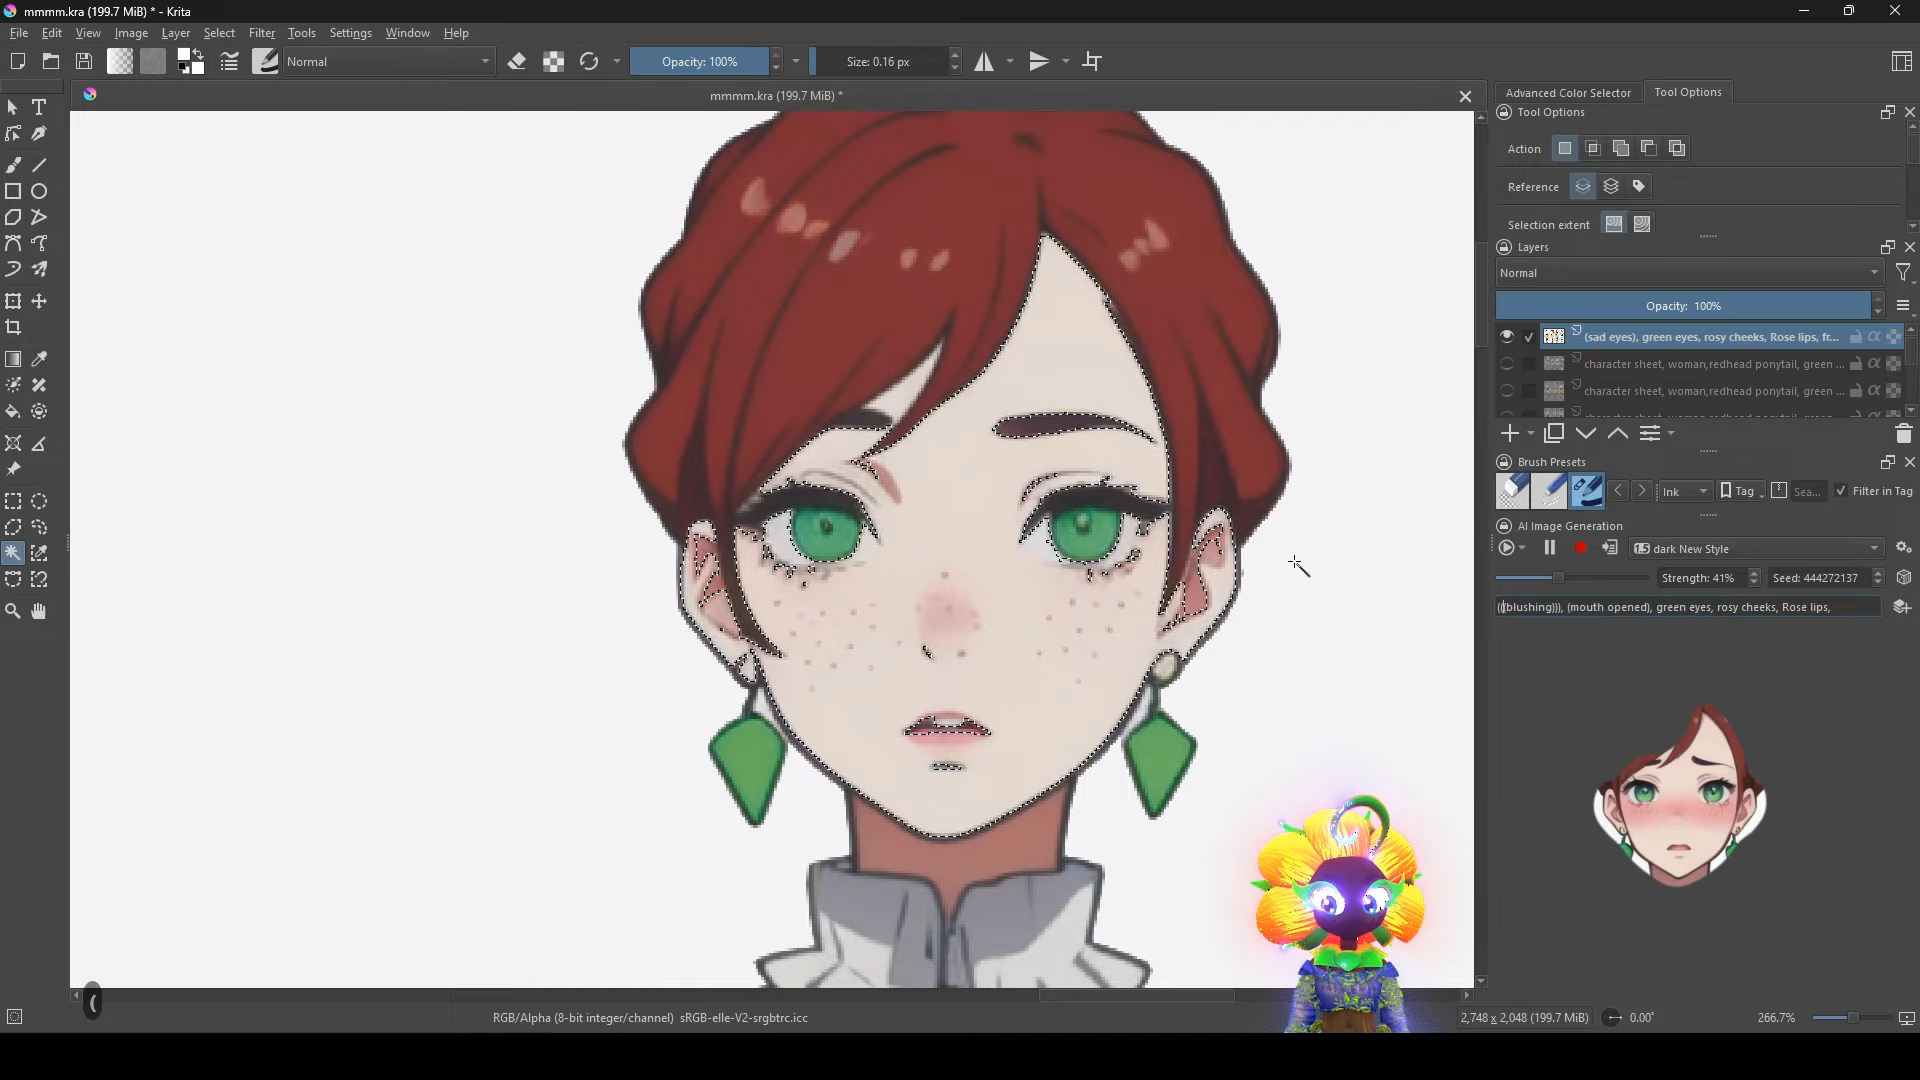 mmmm.kra (199.7 MiB) * - Krita
File Edit View Image Layer Select Filter Tools Settings Window Help
Normal
Opacity: 100%
Size: 0.16 px
mmmm.kra (199.7 MiB) *
Advanced Color Selector
Tool Options
Tool Options
Action
Reference
Selection extent
Layers
Normal
Opacity: 100%
(sad eyes), green eyes, rosy cheeks, Rose lips, fr...
character sheet, woman,redhead ponytail, green ...
character sheet, woman,redhead ponytail, green ...
Brush Presets
Ink
Tag
Sea...
Filter in Tag
AI Image Generation
1.5 dark New Style
Strength: 41%
Seed: 444272137
(((blushing))), (mouth opened), green eyes, rosy cheeks, Rose lips,
RGB/Alpha (8-bit integer/channel) sRGB-elle-V2-srgbtrc.icc
2,748 x 2,048 (199.7 MiB)
0.00°
266.7%